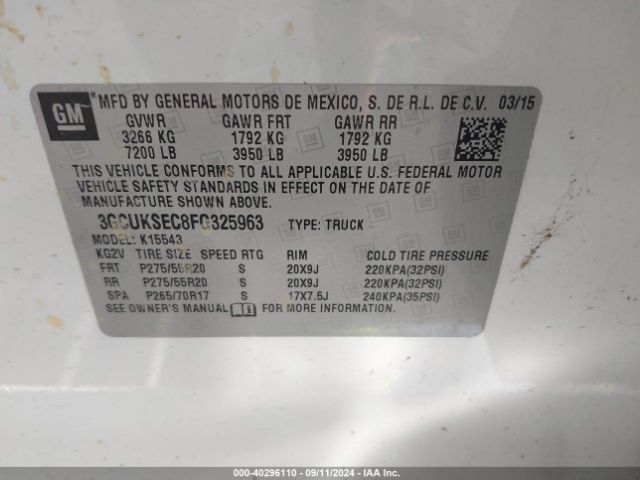 GM MFD BY GENERAL MOTORS DE MEXICO, S. DE R.L. DE C.V. 03/15
GVWR GAWR FRT GAWR RR
3266 KG 1792 KG 1792 KG
7200 LB 3950 LB 3950 LB
THIS VEHICLE CONFORMS TO ALL APPLICABLE U.S. FEDERAL MOTOR
VEHICLE SAFETY STANDARDS IN EFFECT ON THE DATE OF
MANUFACTURE SHOWN ABOVE.
3GCUKSEC8FG325963 TYPE: TRUCK
MODEL: K15543
KG2V TIRE SIZE SPEED RTG RIM COLD TIRE PRESSURE
FRT P275/55R20 S 20X9J 220KPA(32PSI)
RR P275/55R20 S 20X9J 220KPA(32PSI)
SPA P265/70R17 S 17X7.5J 240KPA(35PSI)
SEE OWNER'S MANUAL FOR MORE INFORMATION
000-40296110 - 09/11/2024 - IAA Inc.